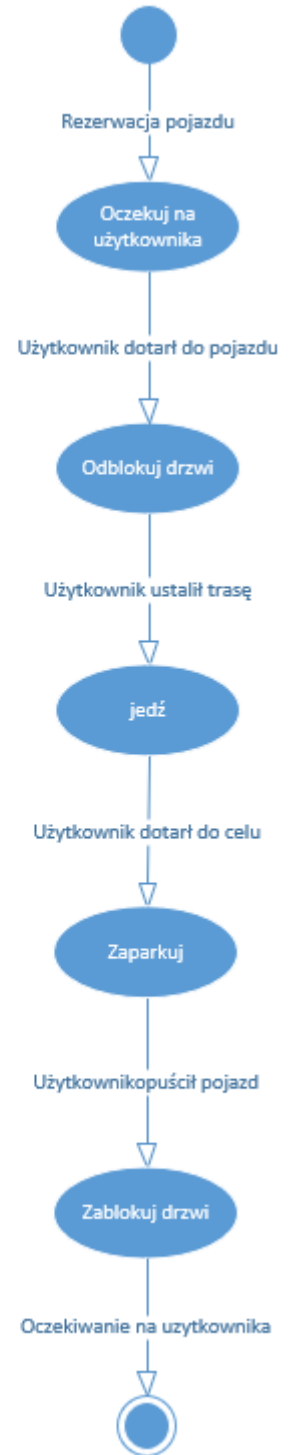 Rezerwacja pojazdu
Oczekuj na
użytkownika
Użytkownik dotarł do pojazdu
Odblokuj drzwi
Użytkownik ustalił trasę
jedź
Użytkownik dotarł do celu
Zaparkuj
Użytkownikopuścił pojazd
Zablokuj drzwi
Oczekiwanie na uzytkownika